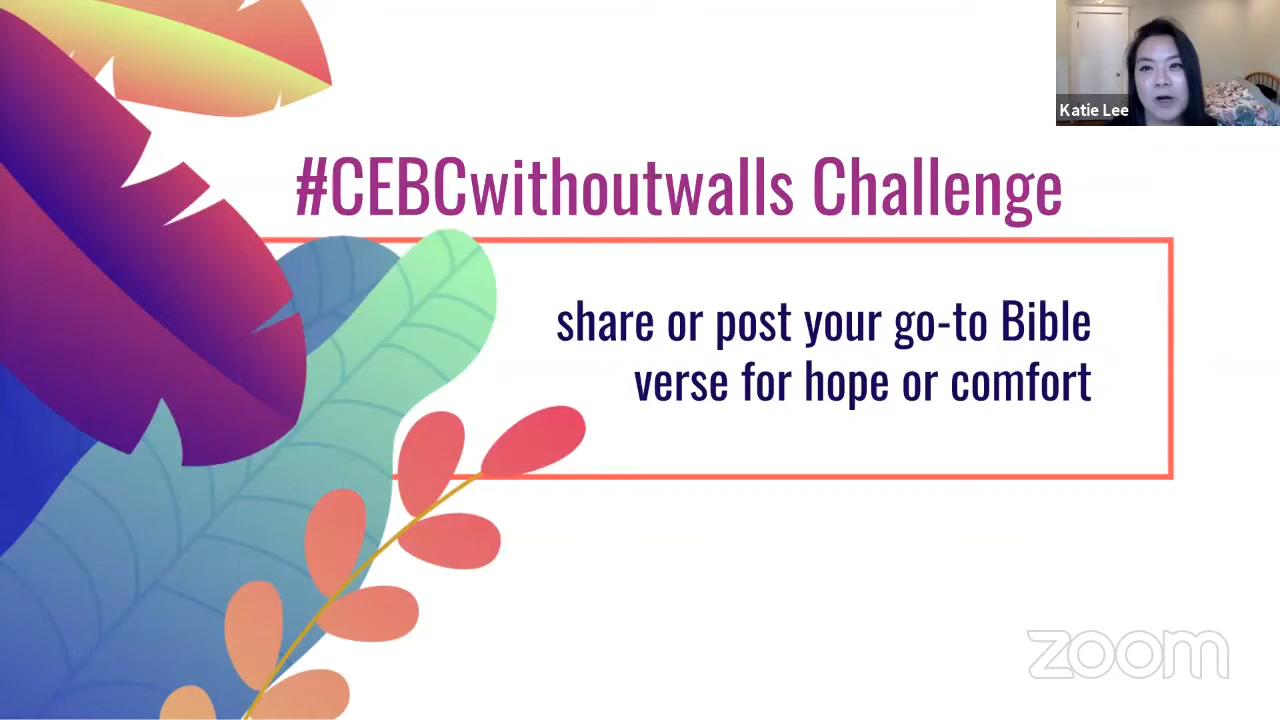 Katie Lee
#CEBCwithoutwalls Challenge
share or post your go-to Bible
verse for hope or comfort
zoom